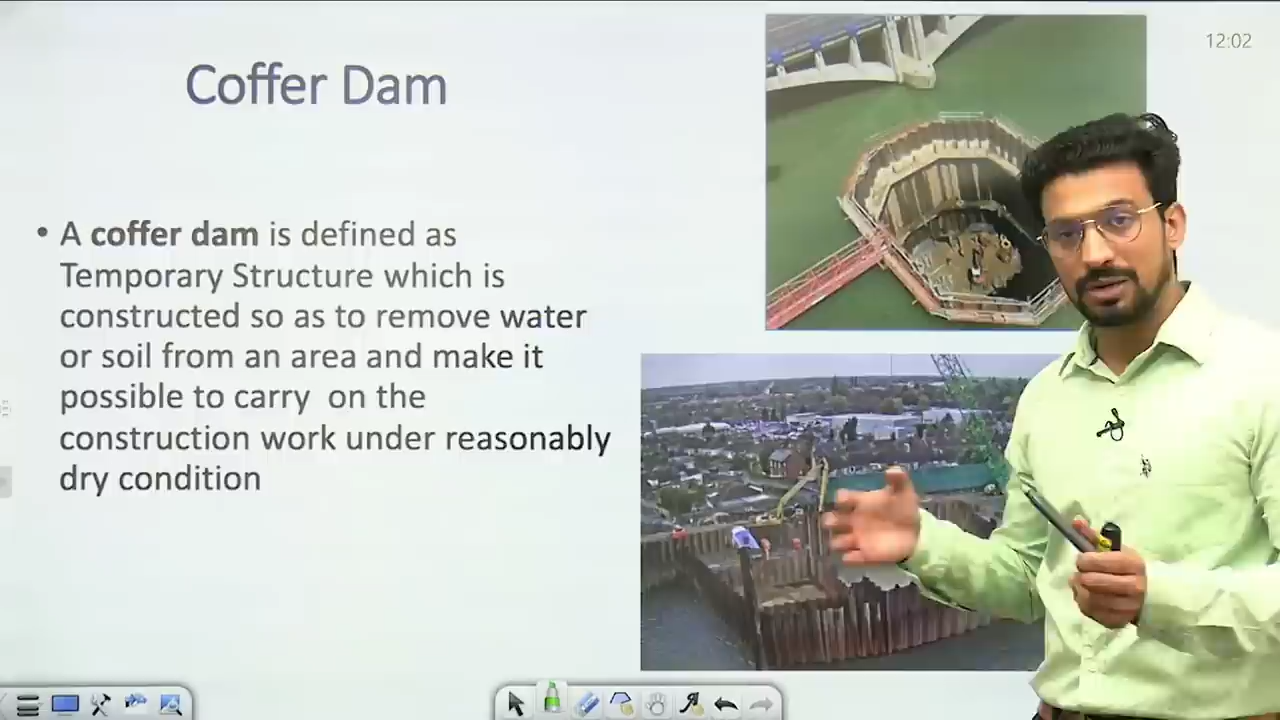 12:02
Coffer Dam
• A coffer dam is defined as
Temporary Structure which is
constructed so as to remove water
or soil from an area and make it
possible to carry on the
construction work under reasonably
dry condition